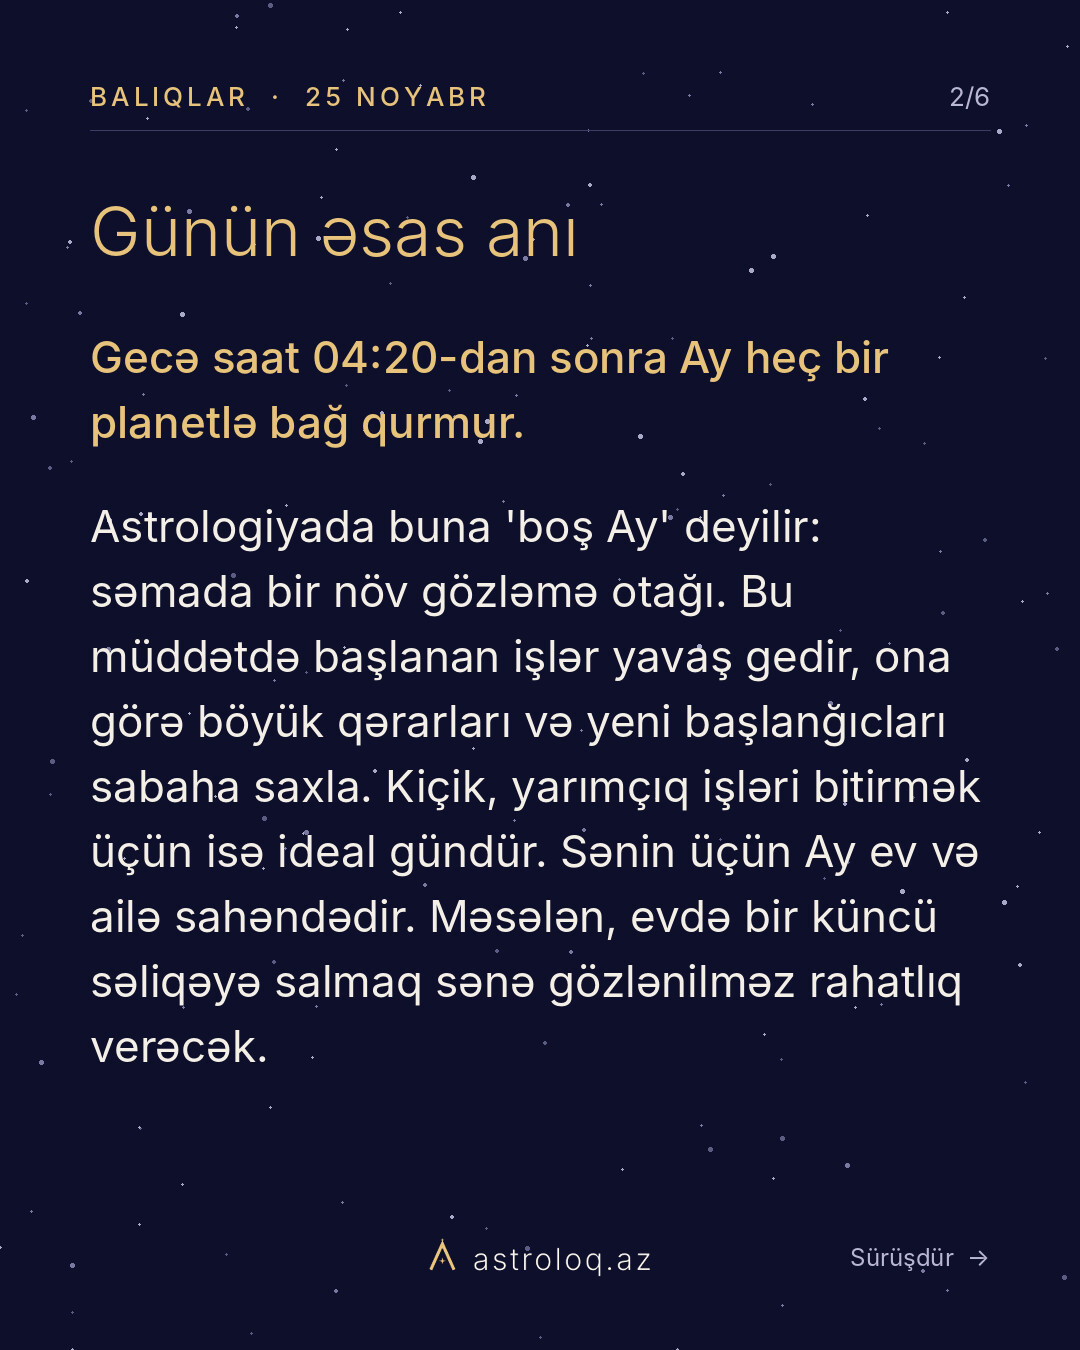 BALIQLAR · 25 NOYABR
2/6
Günün əsas anı
Gecə saat 04:20-dan sonra Ay heç bir
planetlə bağ qurmur.
Astrologiyada buna 'boş Ay' deyilir:
səmada bir növ gözləmə otağı. Bu
müddətdə başlanan işlər yavaş gedir, ona
görə böyük qərarları və yeni başlanğıcları
sabaha saxla. Kiçik, yarımçıq işləri bitirmək
üçün isə ideal gündür. Sənin üçün Ay ev və
ailə sahəndədir. Məsələn, evdə bir küncü
səliqəyə salmaq sənə gözlənilməz rahatlıq
verəcək.
astroloq.az
Sürüşdür →